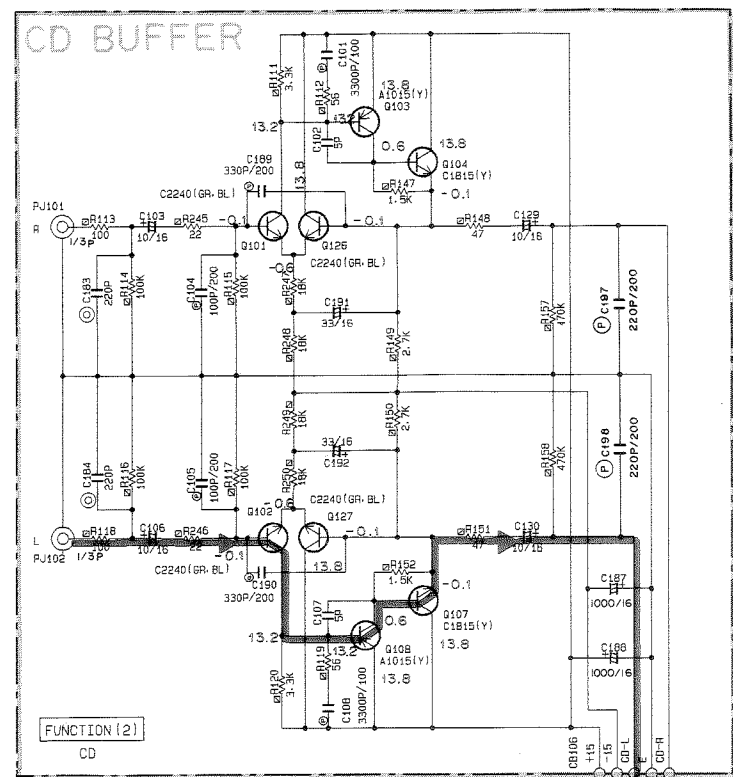 CD BUFFER
C101
3300P/100
R111
3.3K
R112
56
13.8
A1015(Y)
Q103
13.2
13.2
C102
5P
0.6
13.8
Q104
C1815(Y)
C189
330P/200
13.8
C2240(GR,BL)
R147
1.5K
-0.1
PJ101
R
R113
100
1/3P
C103
10/16
R245
22
-0.1
Q101
Q126
-0.1
R148
47
C129
10/16
C2240(GR,BL)
-0.6
R247
18K
C183
220P
R114
100K
C104
100P/200
R115
100K
C191
33/16
R248
18K
R149
2.7K
R157
470K
P
C197
220P/200
R249
18K
R150
2.7K
33/16
C192
R250
18K
C184
220P
R116
100K
C105
100P/200
R117
100K
R158
470K
P
C198
220P/200
-0.6
C2240(GR,BL)
Q102
Q127
-0.1
L
PJ102
R118
100
1/3P
C106
10/16
R246
22
-0.1
C2240(GR,BL)
C190
330P/200
13.8
R152
1.5K
R151
47
C130
10/16
-0.1
Q107
C1815(Y)
13.8
C107
5P
0.6
13.2
13.2
Q108
A1015(Y)
13.8
R119
56
R120
3.3K
C108
3300P/100
C187
1000/16
C188
1000/16
FUNCTION(2)
CD
CB106
+15
-15
CD-L
E
CD-R